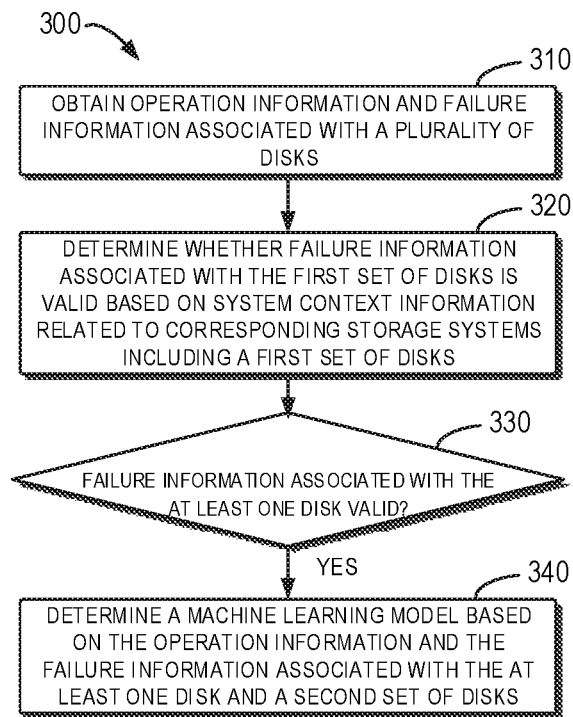 300
310
OBTAIN OPERATION INFORMATION AND FAILURE
INFORMATION ASSOCIATED WITH A PLURALITY OF
DISKS
320
DETERMINE WHETHER FAILURE INFORMATION
ASSOCIATED WITH THE FIRST SET OF DISKS IS
VALID BASED ON SYSTEM CONTEXT INFORMATION
RELATED TO CORRESPONDING STORAGE SYSTEMS
INCLUDING A FIRST SET OF DISKS
330
FAILURE INFORMATION ASSOCIATED WITH THE
AT LEAST ONE DISK VALID?
YES
340
DETERMINE A MACHINE LEARNING MODEL BASED
ON THE OPERATION INFORMATION AND THE
FAILURE INFORMATION ASSOCIATED WITH THE AT
LEAST ONE DISK AND A SECOND SET OF DISKS